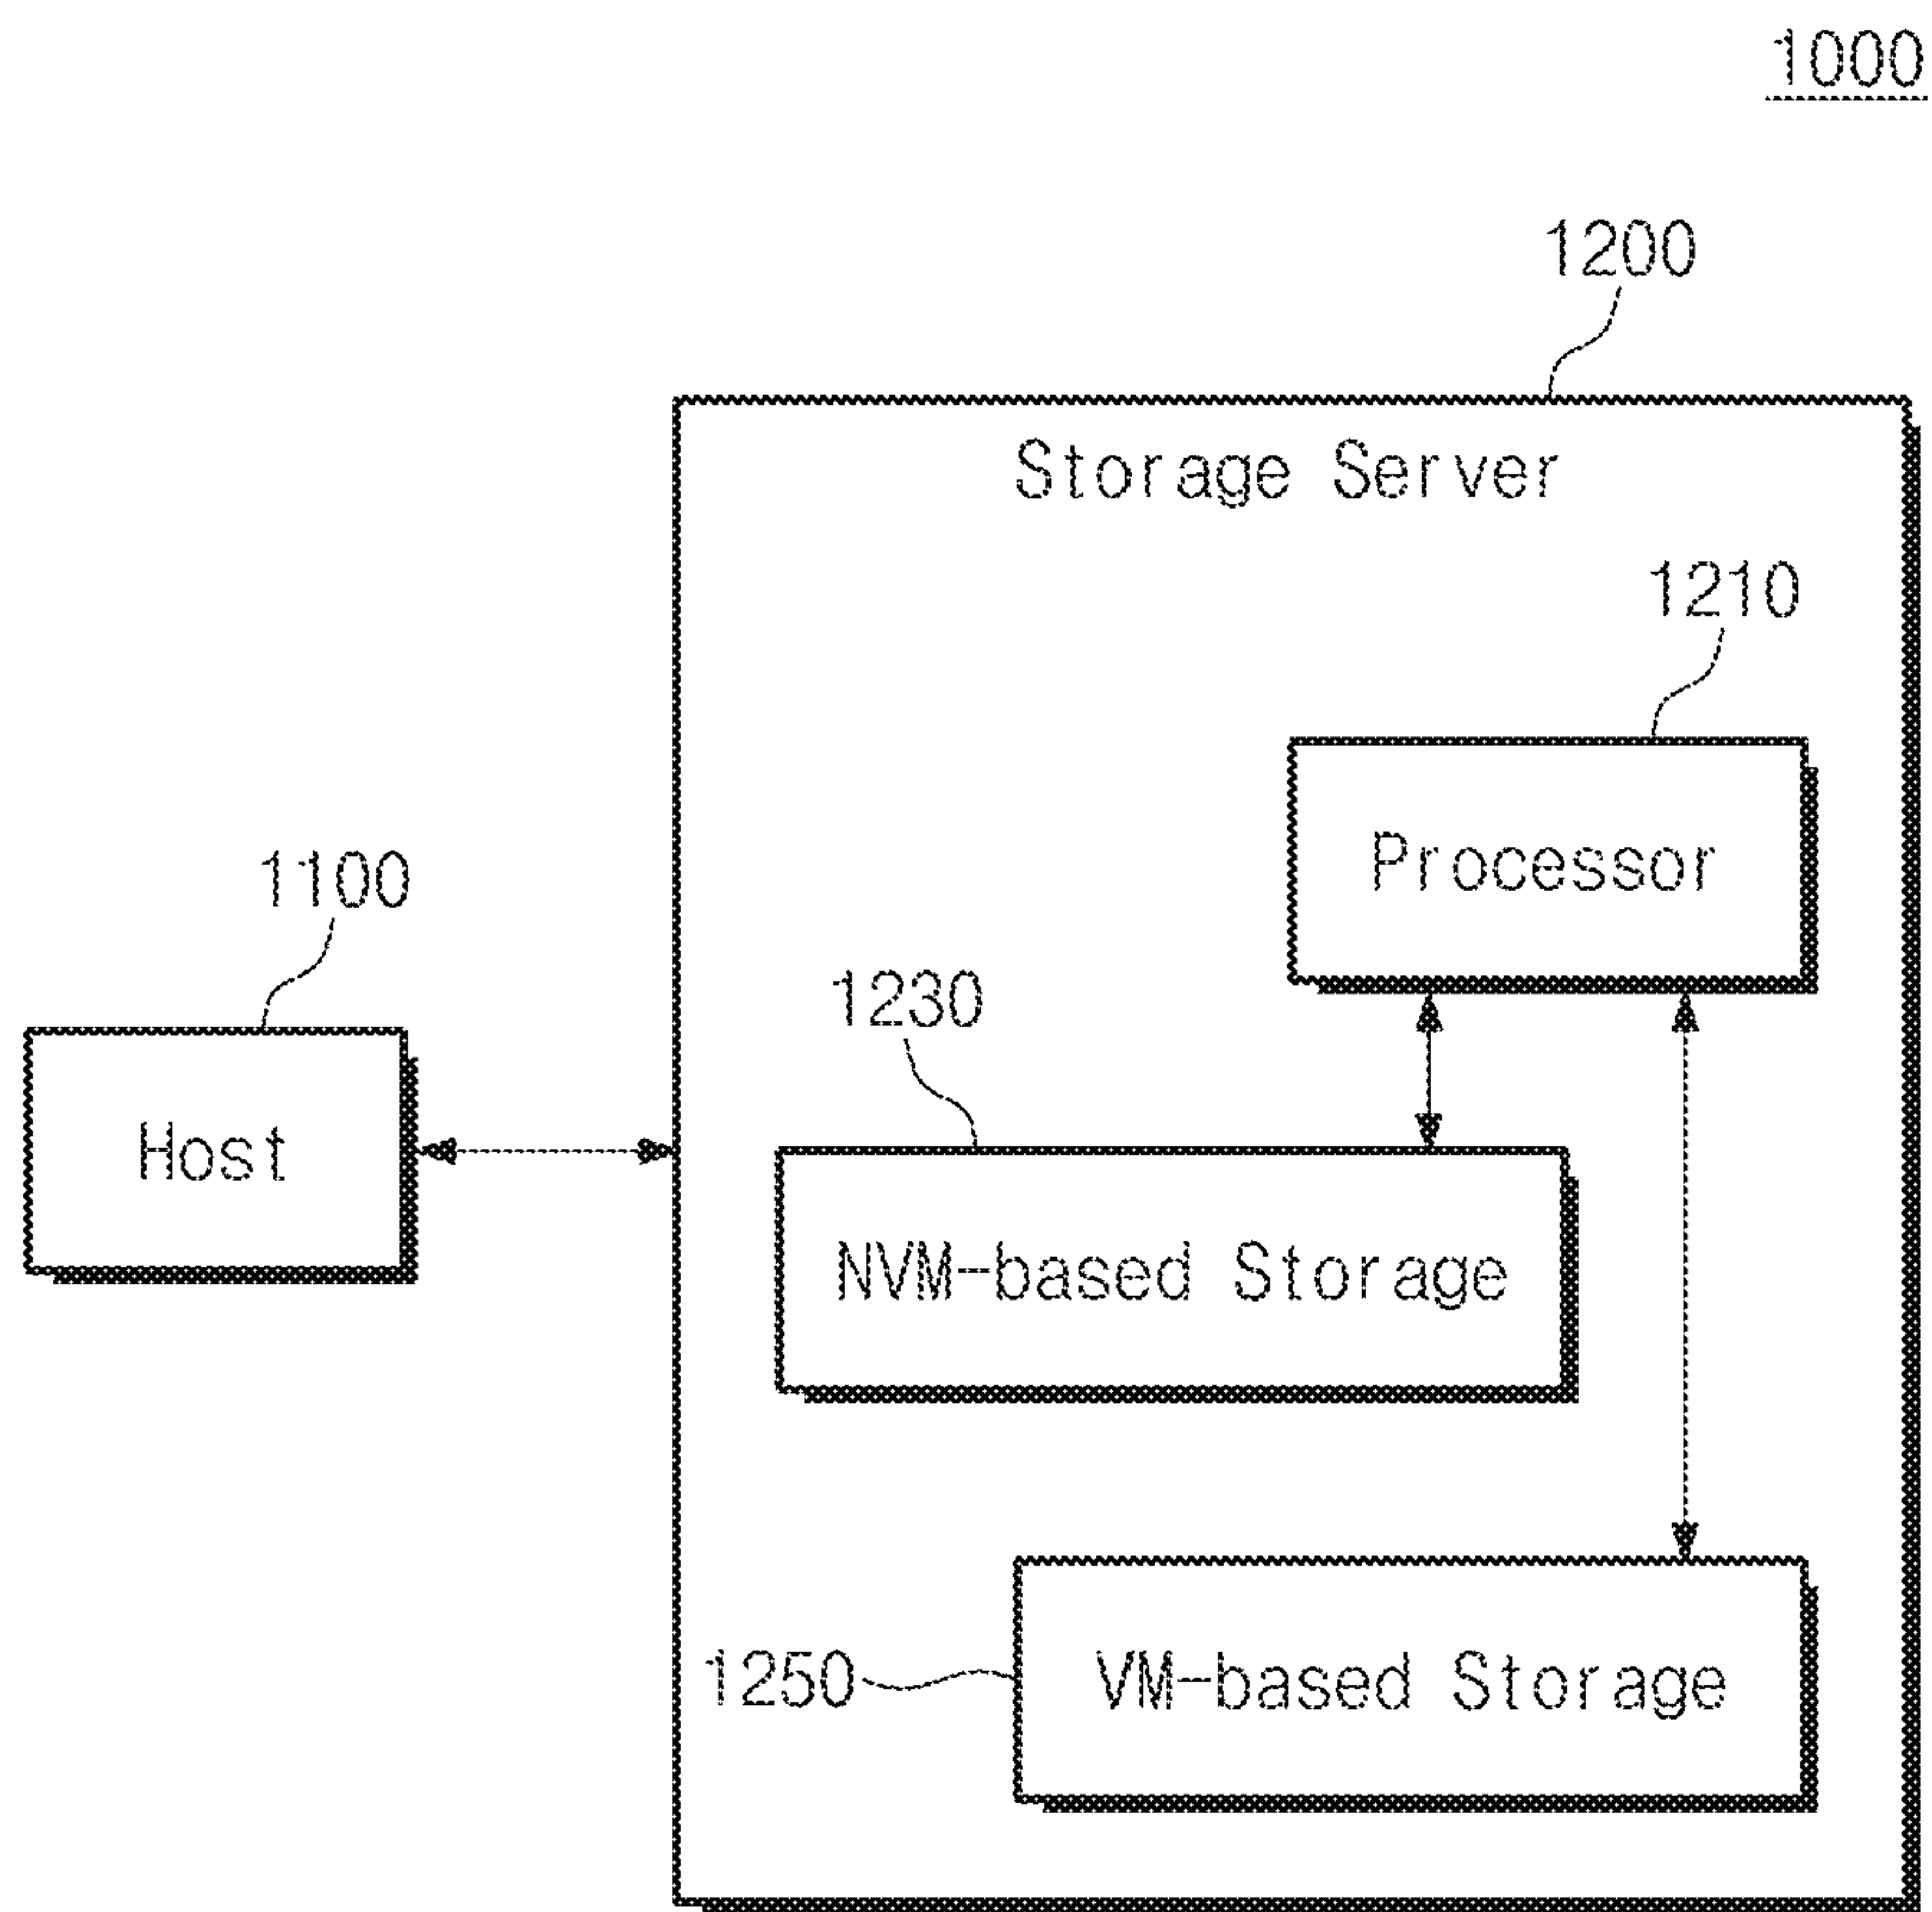 1000
1200
Storage Server
1210
Processor
1100
1230
Host
NVM-based Storage
1250
VM-based Storage